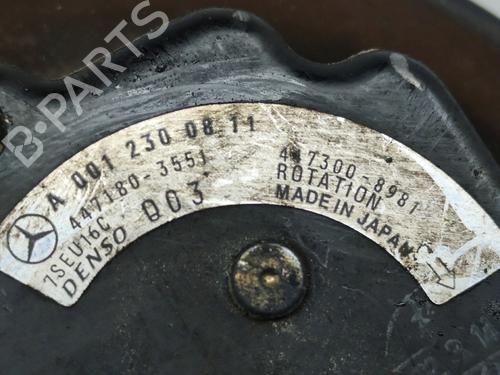 B-PARTS
A 001 230 08 11
447180-3551
7SEU16C
DENSO 003
447300-8981
ROTATION
MADE IN JAPAN